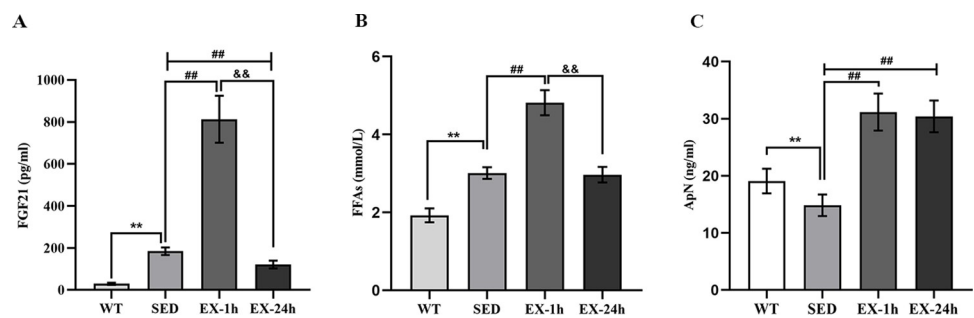 A
FGF21 (pg/ml)
1000
800
600
400
200
0
**
##
&&
##
WT SED EX-1h EX-24h
B
FFAs (mmol/L)
6
4
2
0
**
##
&&
WT SED EX-1h EX-24h
C
ApN (ng/ml)
40
30
20
10
0
**
##
##
WT SED EX-1h EX-24h